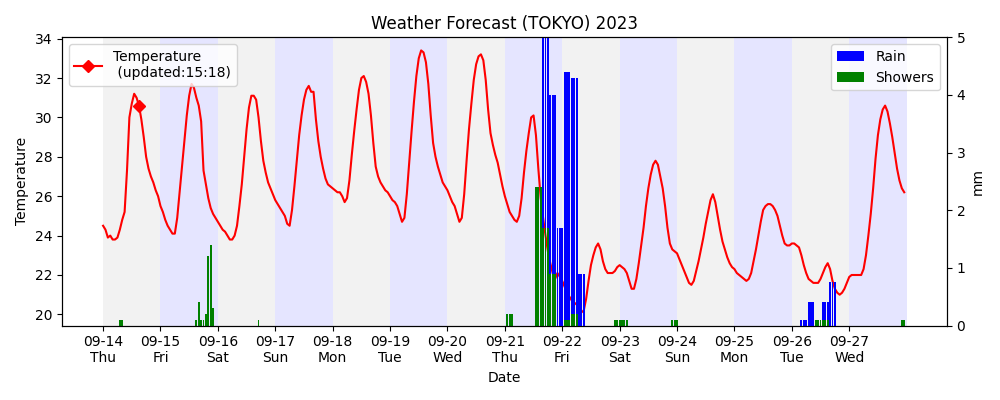 Weather Forecast (TOKYO) 2023
Temperature
(updated:15:18)
Rain
Showers
34
32
30
28
26
24
22
20
Temperature
5
4
3
2
1
0
mm
09-14 09-15 09-16 09-17 09-18 09-19 09-20 09-21 09-22 09-23 09-24 09-25 09-26 09-27
Thu Fri Sat Sun Mon Tue Wed Thu Fri Sat Sun Mon Tue Wed
Date